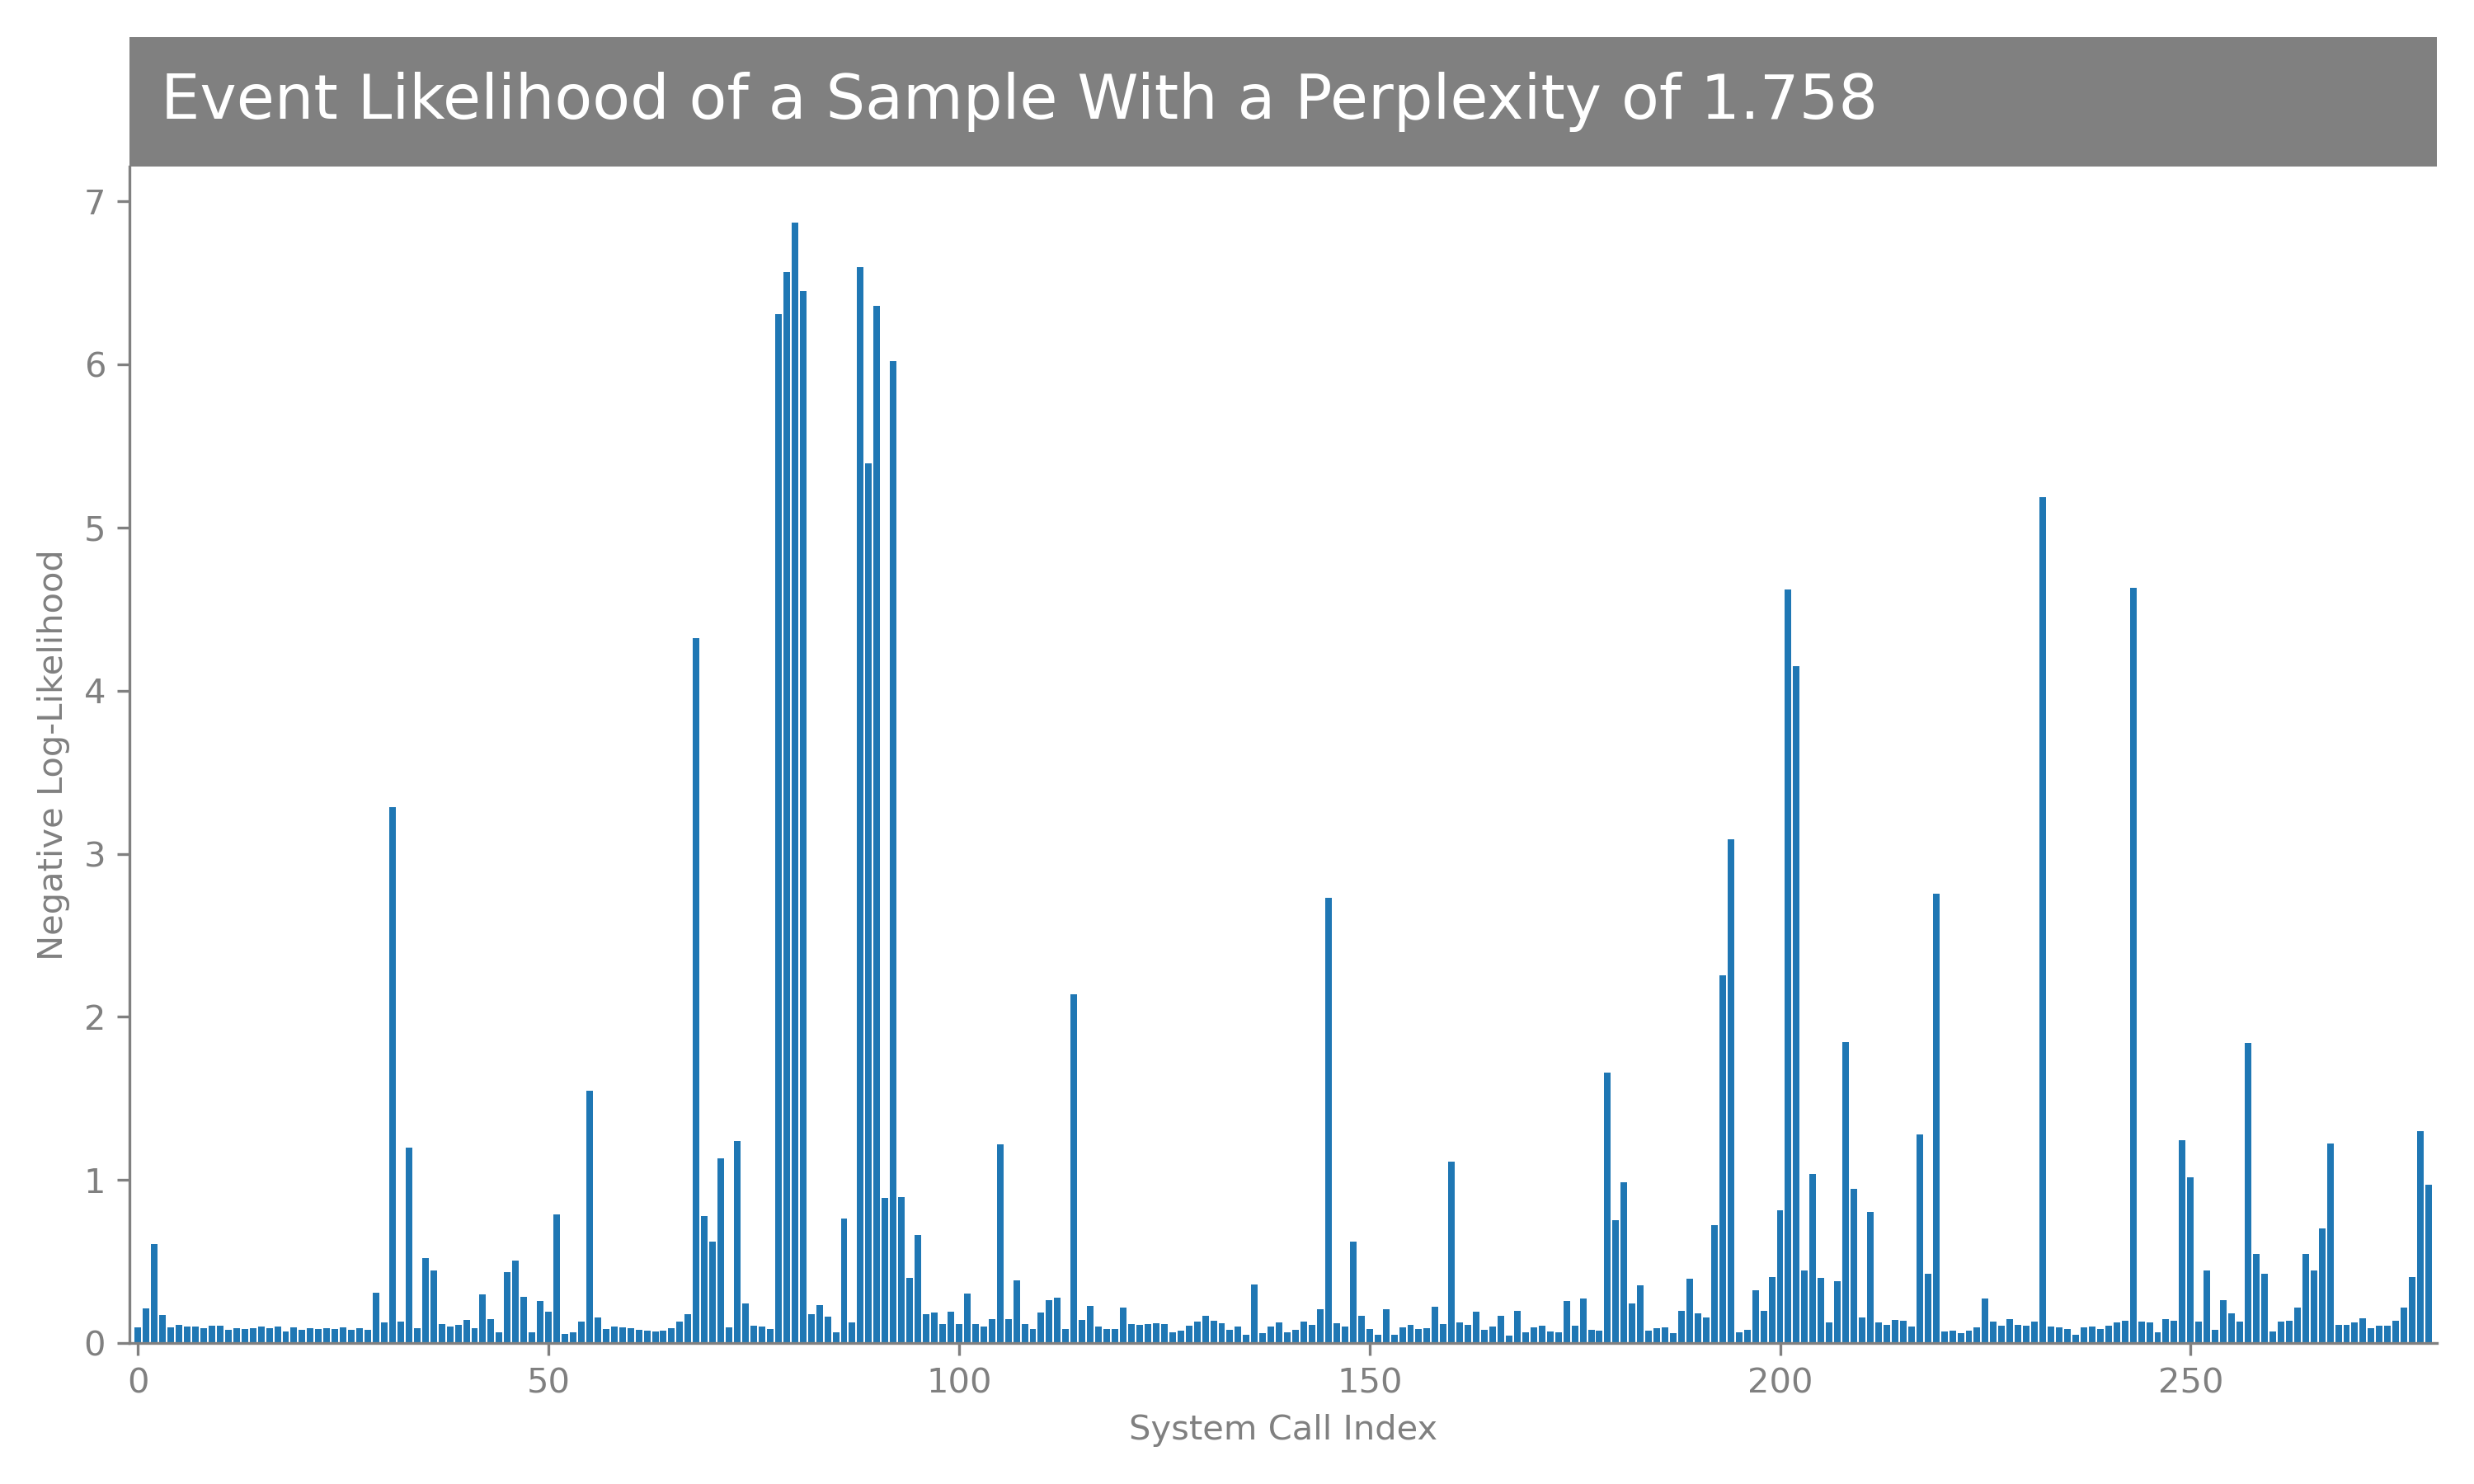 Event Likelihood of a Sample With a Perplexity of 1.758
7
6
5
4
3
2
1
0
Negative Log-Likelihood
0 50 100 150 200 250
System Call Index